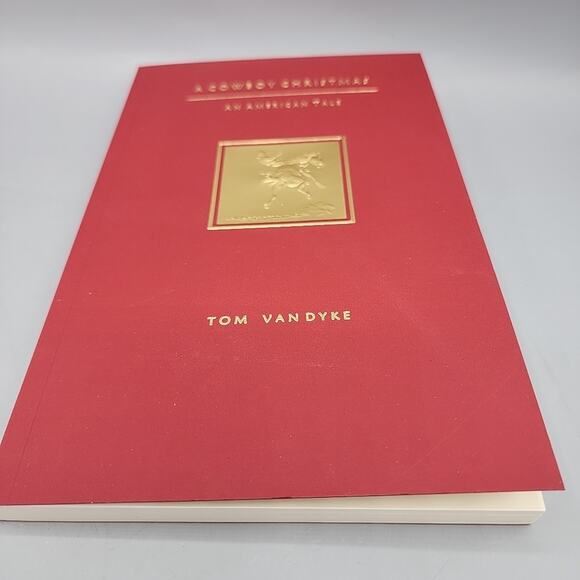 A COWBOY CHRISTMAS
AN AMERICAN TALE
TOM VAN DYKE